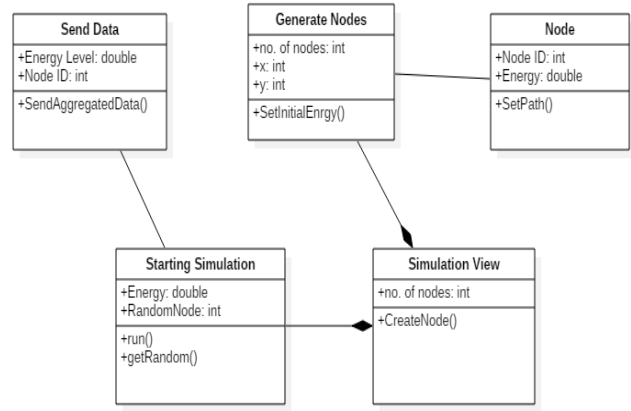 Send Data
+Energy Level: double
+Node ID: int
+SendAggregatedData()
Generate Nodes
+no. of nodes: int
+x: int
+y: int
+SetInitialEnrgy()
Node
+Node ID: int
+Energy: double
+SetPath()
Starting Simulation
+Energy: double
+RandomNode: int
+run()
+getRandom()
Simulation View
+no. of nodes: int
+CreateNode()